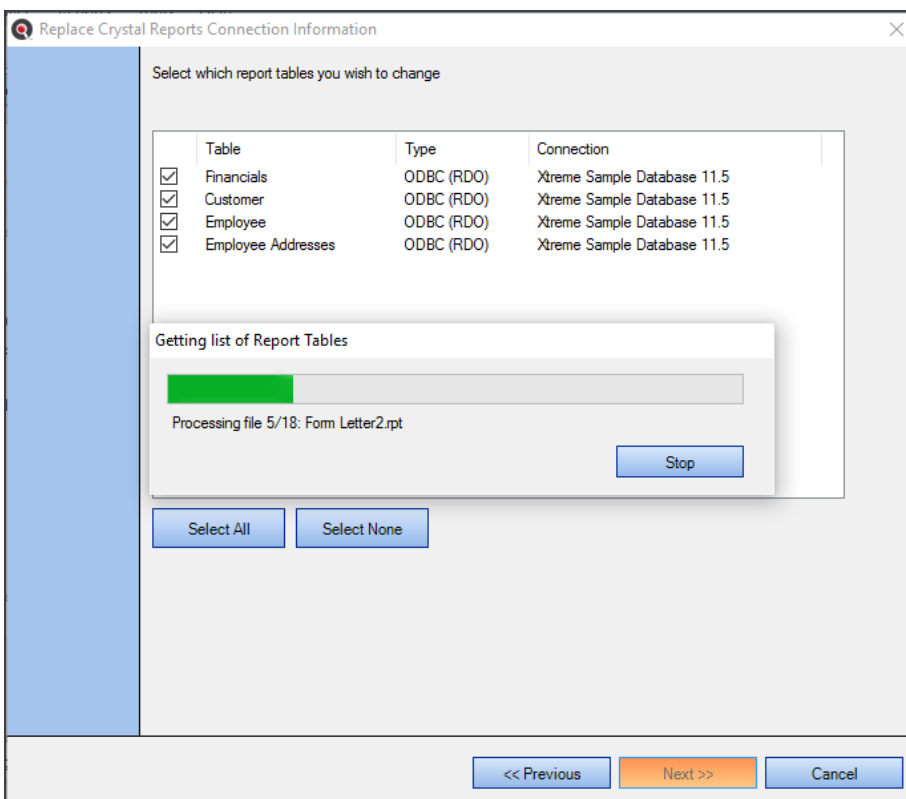 Replace Crystal Reports Connection Information
Select which report tables you wish to change
Table Type Connection
Financials ODBC (RDO) Xtreme Sample Database 11.5
Customer ODBC (RDO) Xtreme Sample Database 11.5
Employee ODBC (RDO) Xtreme Sample Database 11.5
Employee Addresses ODBC (RDO) Xtreme Sample Database 11.5
Getting list of Report Tables
Processing file 5/18: Form Letter2.rpt
Stop
Select All Select None
<< Previous Next >> Cancel